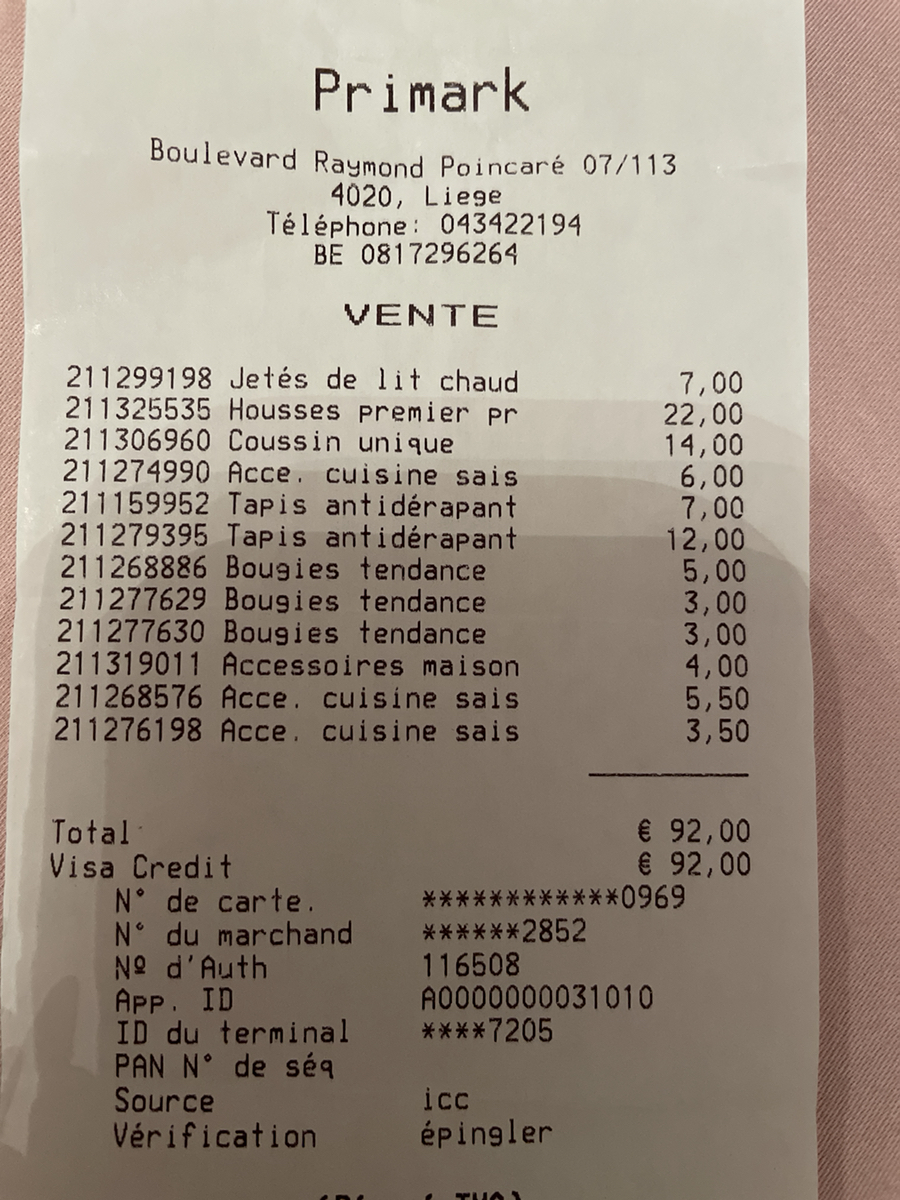 Primark
Boulevard Raymond Poincaré 07/113
4020, Liege
Téléphone: 043422194
BE 0817296264
VENTE
211299198 Jetés de lit chaud 7,00
211325535 Housses premier pr 22,00
211306960 Coussin unique 14,00
211274990 Acce. cuisine sais 6,00
211159952 Tapis antidérapant 7,00
211279395 Tapis antidérapant 12,00
211268886 Bougies tendance 5,00
211277629 Bougies tendance 3,00
211277630 Bougies tendance 3,00
211319011 Accessoires maison 4,00
211268576 Acce. cuisine sais 5,50
211276198 Acce. cuisine sais 3,50
Total € 92,00
Visa Credit € 92,00
N° de carte. ************0969
N° du marchand ******2852
Nº d'Auth 116508
App. ID A0000000031010
ID du terminal ****7205
PAN N° de séq
Source icc
Vérification épingler